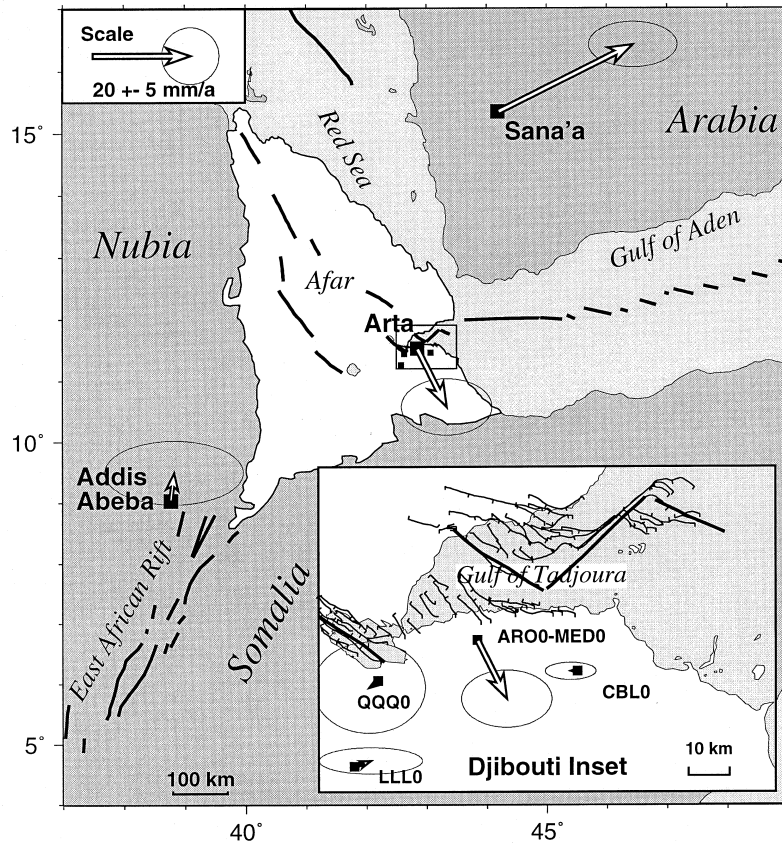 Scale
20 +- 5 mm/a
Red Sea
Sana'a
Arabia
15°
Nubia
Gulf of Aden
Afar
Arta
10°
Addis
Abeba
East African Rift
Somalia
Gulf of Tadjoura
ARO0-MED0
QQQ0
CBL0
LLL0
Djibouti Inset
10 km
5°
100 km
40°
45°